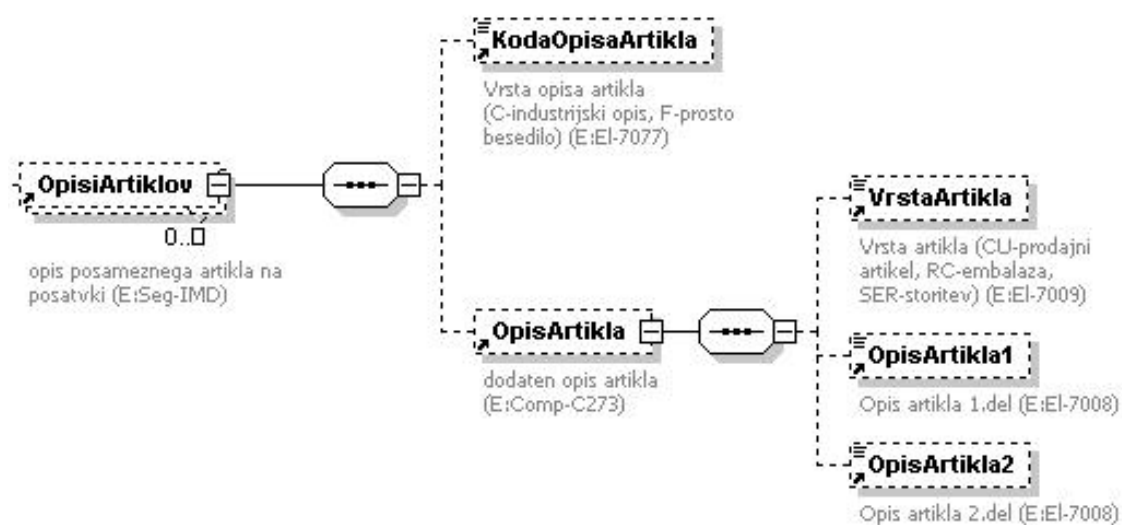 KodaOpisaArtikla
Vrsta opisa artikla
(C-industrijski opis, F-prosto
besedilo) (E:El-7077)
OpisiArtiklov
0..
opis posameznega artikla na
posatvki (E:Seg-IMD)
OpisArtikla
dodaten opis artikla
(E:Comp-C273)
VrstaArtikla
Vrsta artikla (CU-prodajni
artikel, RC-embalaza,
SER-storitev) (E:El-7009)
OpisArtikla1
Opis artikla 1.del (E:El-7008)
OpisArtikla2
Opis artikla 2.del (E:El-7008)